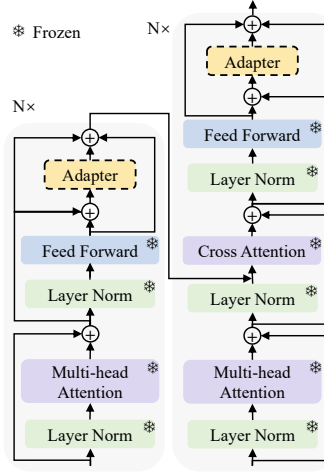 Frozen
N×
Adapter
Feed Forward
Layer Norm
Multi-head
Attention
Layer Norm
N×
Adapter
Feed Forward
Layer Norm
Cross Attention
Layer Norm
Multi-head
Attention
Layer Norm